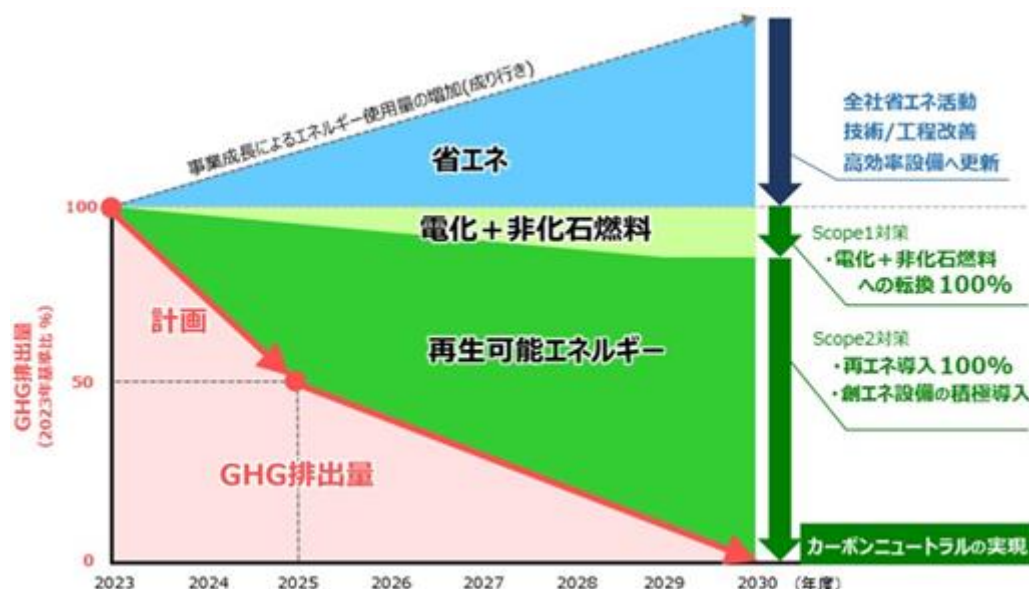 事業成長によるエネルギー使用量の増加(成り行き)
省エネ
全社省エネ活動
技術/工程改善
高効率設備へ更新
100
電化＋非化石燃料
Scope1対策
・電化＋非化石燃料
への転換100%
計画
再生可能エネルギー
Scope2対策
・再エネ導入100%
・創エネ設備の積極導入
GHG排出量
(2023年基準比 %)
50
GHG排出量
0
カーボンニュートラルの実現
2023 2024 2025 2026 2027 2028 2029 2030 (年度)